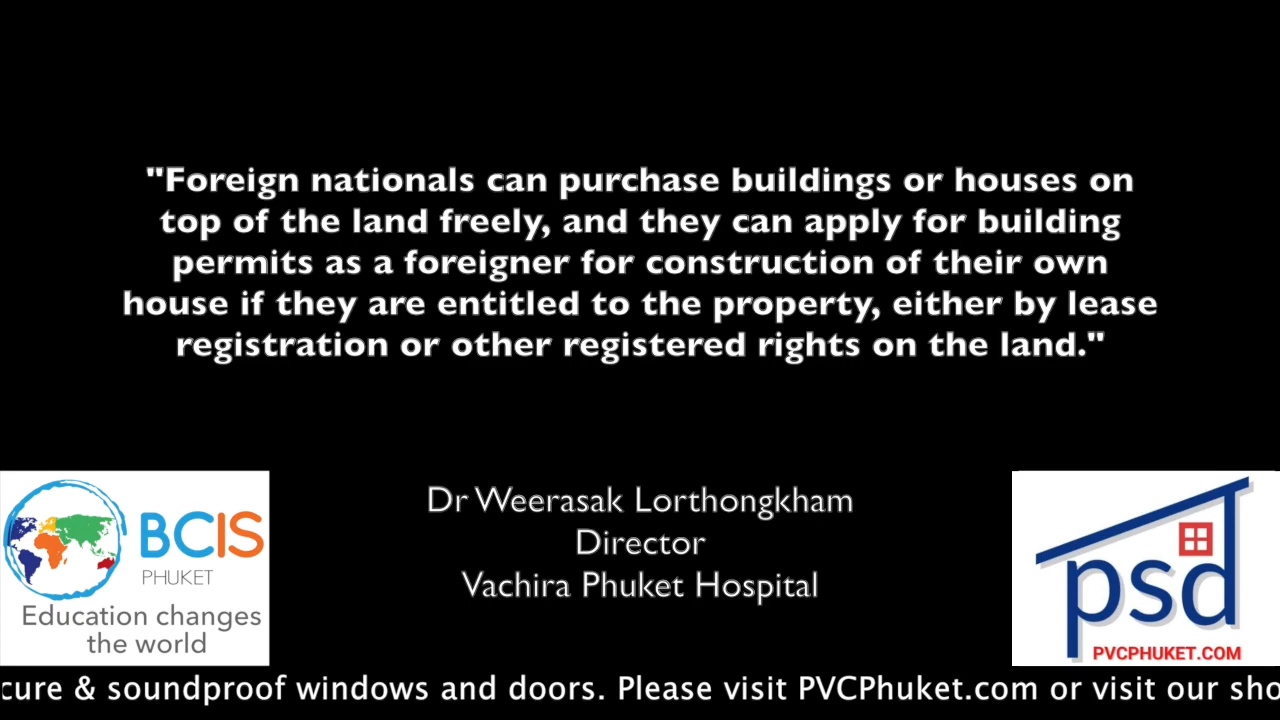 "Foreign nationals can purchase buildings or houses on
top of the land freely, and they can apply for building
permits as a foreigner for construction of their own
house if they are entitled to the property, either by lease
registration or other registered rights on the land."
Dr Weerasak Lorthongkham
Director
Vachira Phuket Hospital
BCIS
PHUKET
Education changes
the world
psd
PVCPHUKET.COM
cure & soundproof windows and doors. Please visit PVCPhuket.com or visit our sho